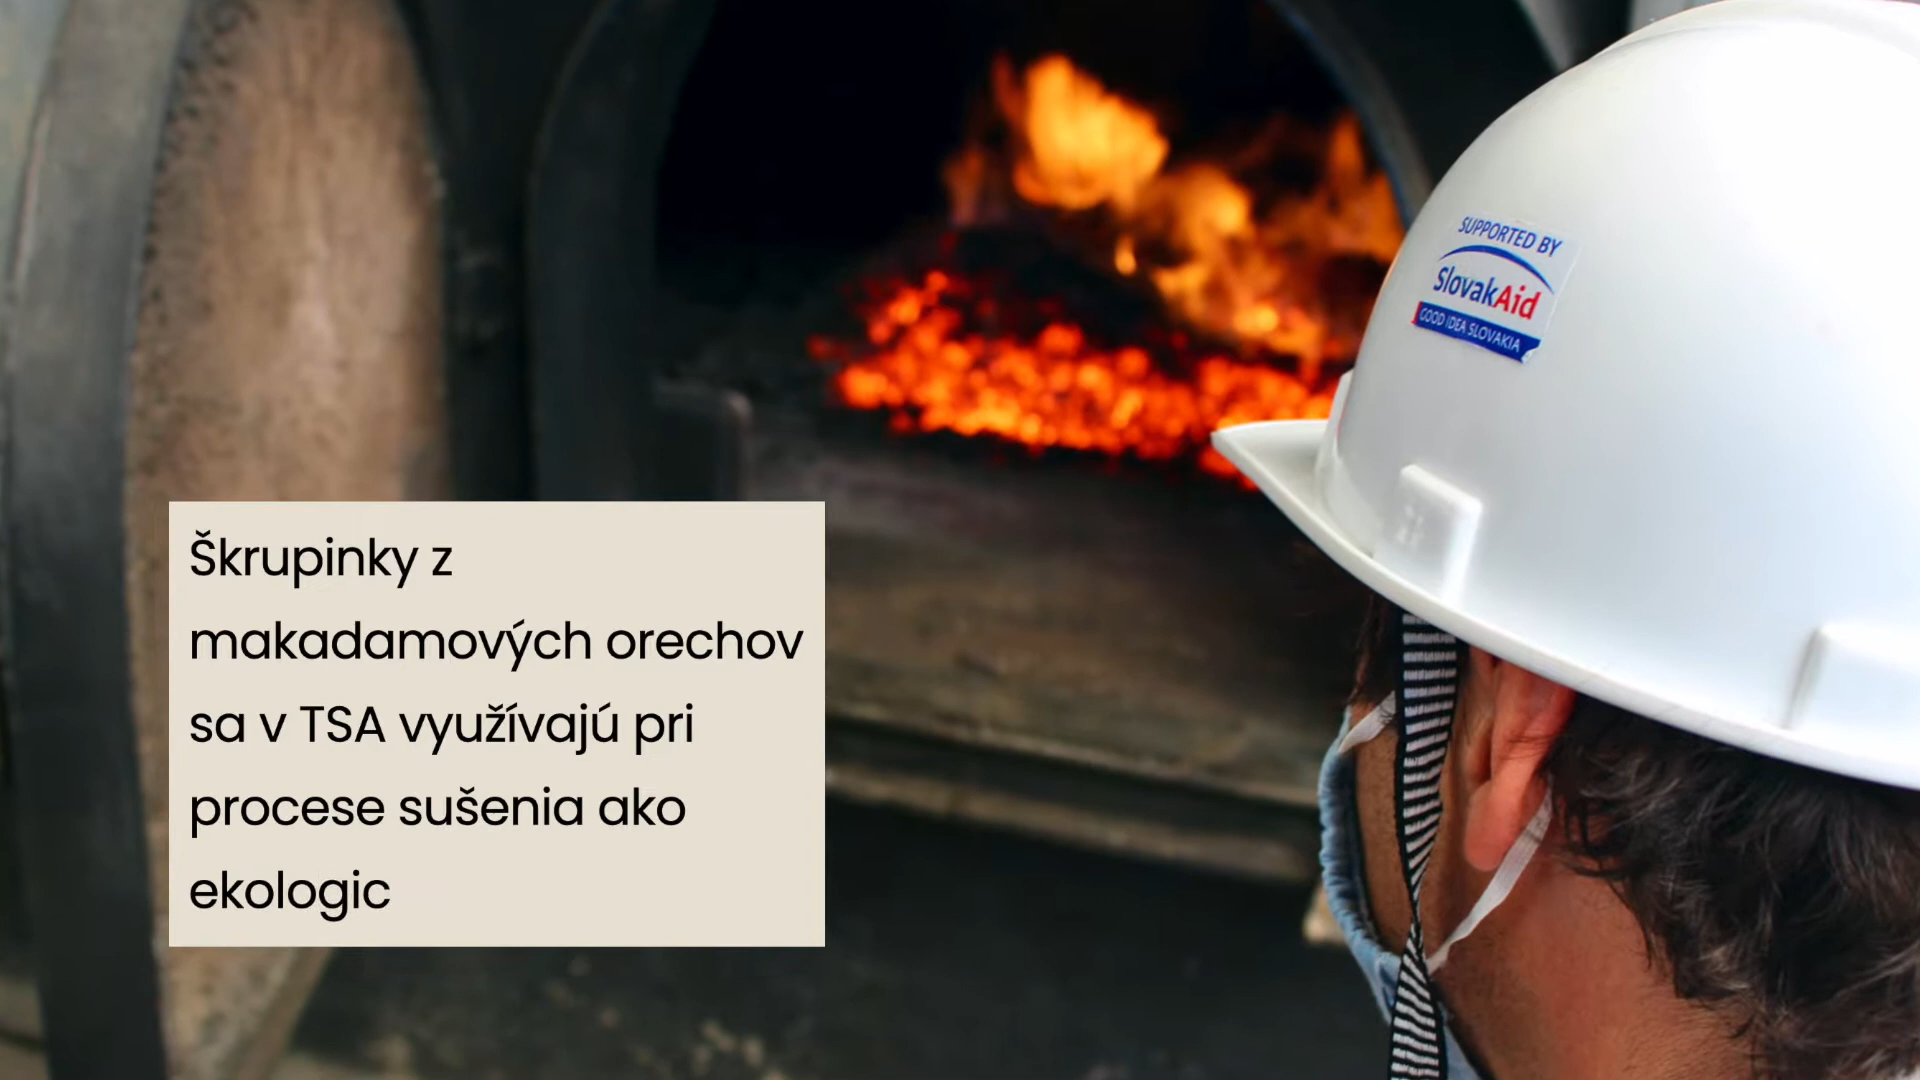 SUPPORTED BY
SlovakAid
GOOD IDEA SLOVAKIA
Škrupinky z
makadamových orechov
sa v TSA využívajú pri
procese sušenia ako
ekologic